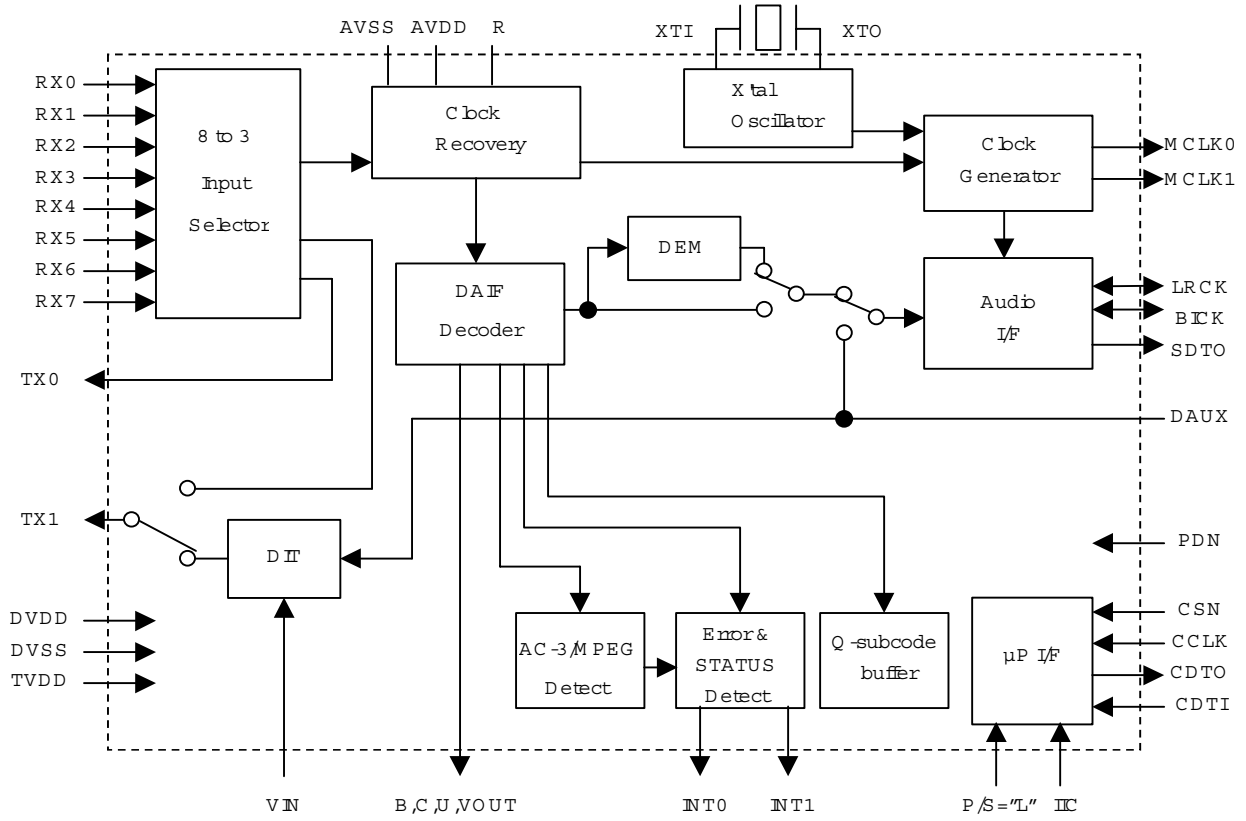 AVSS AVDD R
XTI XTO
RX0
RX1
RX2
RX3
RX4
RX5
RX6
RX7
8 to 3
Input
Selector
Clock
Recovery
X'tal
Oscillator
Clock
Generator
MCLK0
MCLK1
DEM
DAIF
Decoder
Audio
I/F
LRCK
BICK
SDTO
TX0
DAUX
TX1
DIT
PDN
DVDD
DVSS
TVDD
AC-3/MPEG
Detect
Error &
STATUS
Detect
Q-subcode
buffer
µP I/F
CSN
CCLK
CDTO
CDTI
VIN
B,C,U,VOUT
INT0
INT1
P/S="L"
IIC